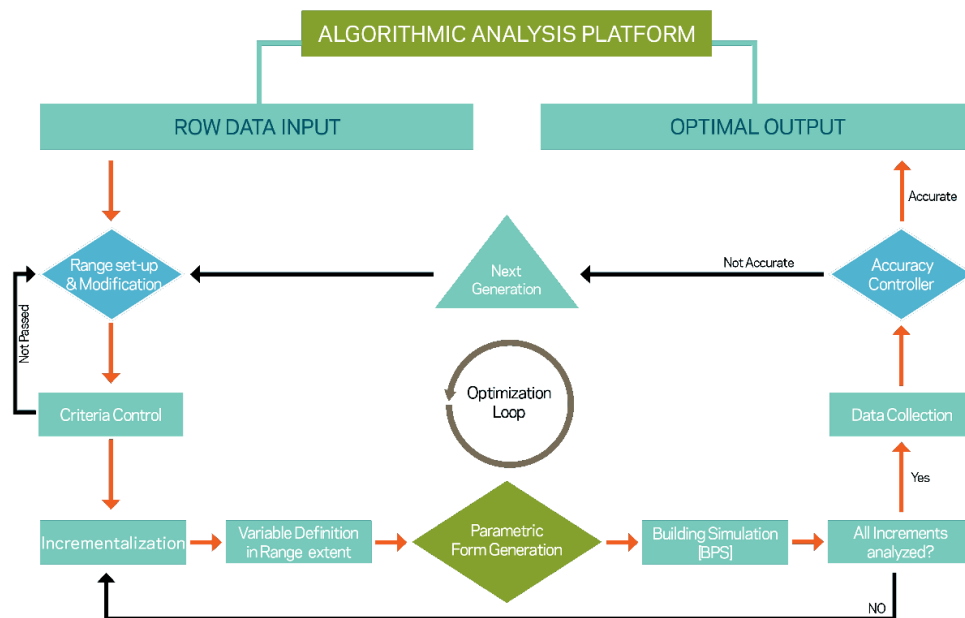 ALGORITHMIC ANALYSIS PLATFORM
ROW DATA INPUT
OPTIMAL OUTPUT
Accurate
Range set-up
& Modification
Next
Generation
Not Accurate
Accuracy
Controller
Not Passed
Criteria Control
Optimization
Loop
Data Collection
Yes
Incrementalization
Variable Definition
in Range extent
Parametric
Form Generation
Building Simulation
[BPS]
All Increments
analyzed?
NO